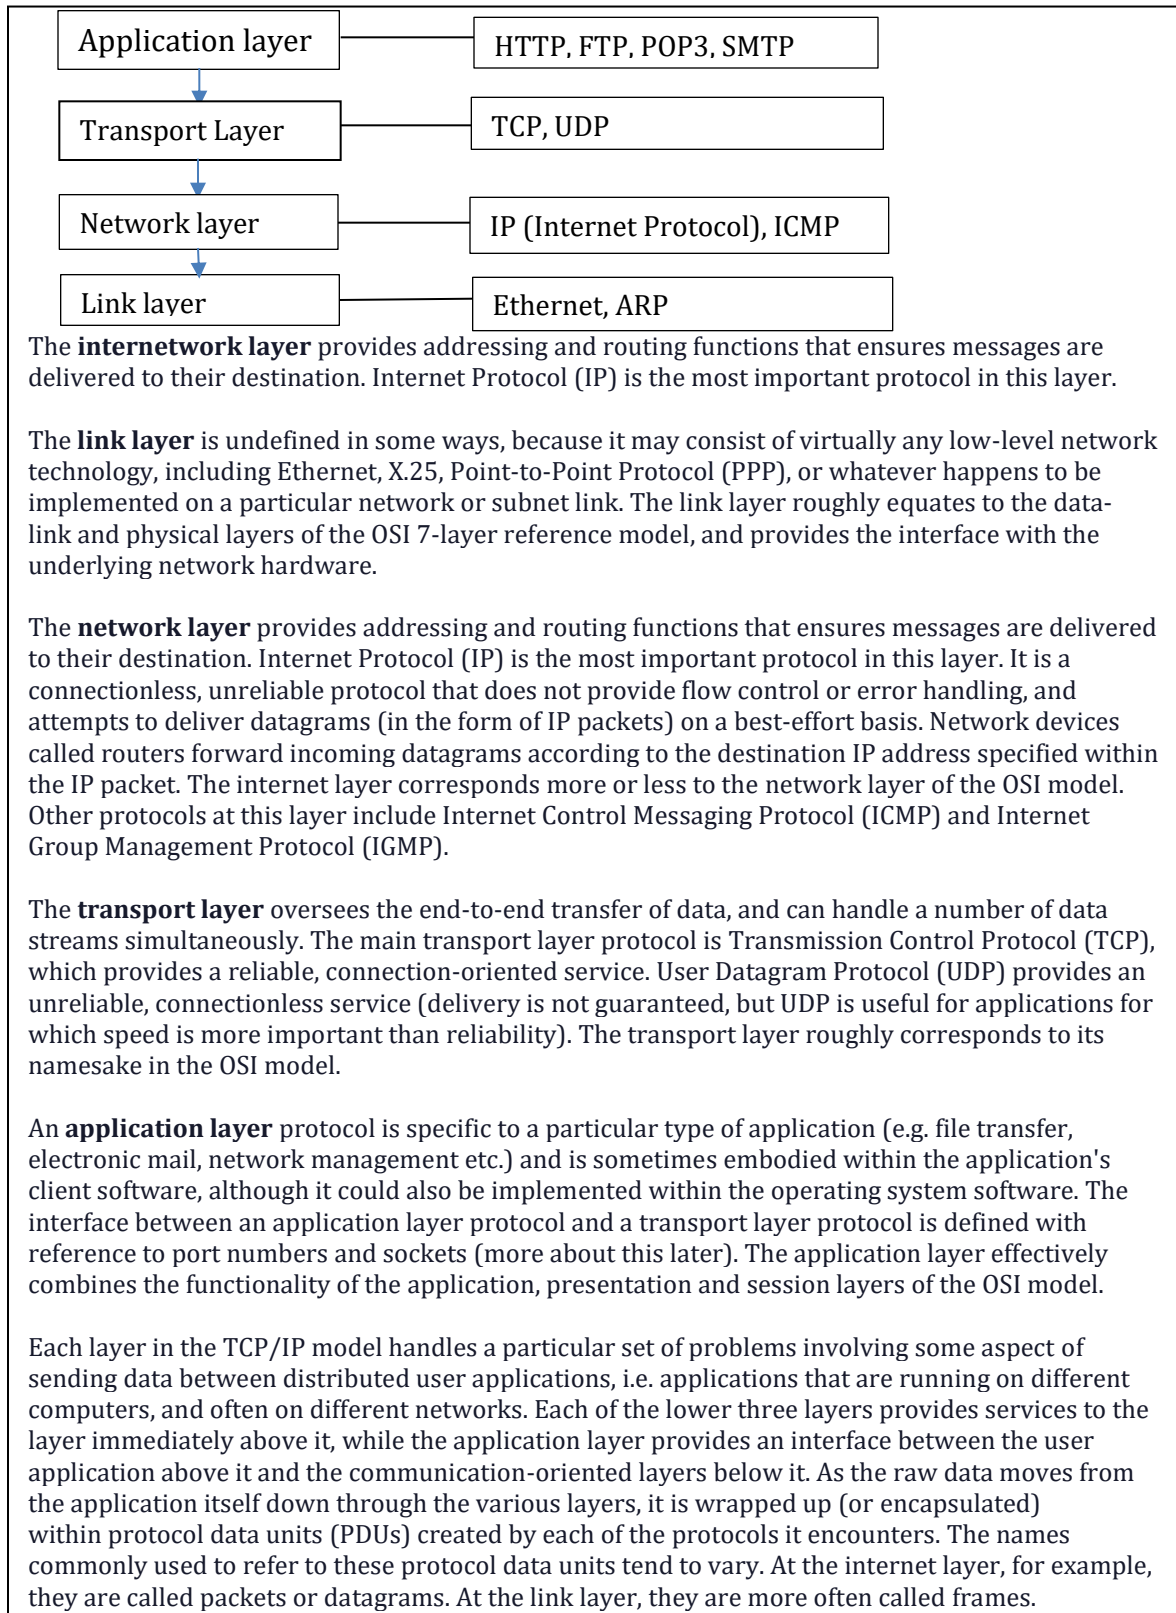 Application layer
HTTP, FTP, POP3, SMTP
Transport Layer
TCP, UDP
Network layer
IP (Internet Protocol), ICMP
Link layer
Ethernet, ARP
The internetwork layer provides addressing and routing functions that ensures messages are
delivered to their destination. Internet Protocol (IP) is the most important protocol in this layer.
The link layer is undefined in some ways, because it may consist of virtually any low-level network
technology, including Ethernet, X.25, Point-to-Point Protocol (PPP), or whatever happens to be
implemented on a particular network or subnet link. The link layer roughly equates to the data-
link and physical layers of the OSI 7-layer reference model, and provides the interface with the
underlying network hardware.
The network layer provides addressing and routing functions that ensures messages are delivered
to their destination. Internet Protocol (IP) is the most important protocol in this layer. It is a
connectionless, unreliable protocol that does not provide flow control or error handling, and
attempts to deliver datagrams (in the form of IP packets) on a best-effort basis. Network devices
called routers forward incoming datagrams according to the destination IP address specified within
the IP packet. The internet layer corresponds more or less to the network layer of the OSI model.
Other protocols at this layer include Internet Control Messaging Protocol (ICMP) and Internet
Group Management Protocol (IGMP).
The transport layer oversees the end-to-end transfer of data, and can handle a number of data
streams simultaneously. The main transport layer protocol is Transmission Control Protocol (TCP),
which provides a reliable, connection-oriented service. User Datagram Protocol (UDP) provides an
unreliable, connectionless service (delivery is not guaranteed, but UDP is useful for applications for
which speed is more important than reliability). The transport layer roughly corresponds to its
namesake in the OSI model.
An application layer protocol is specific to a particular type of application (e.g. file transfer,
electronic mail, network management etc.) and is sometimes embodied within the application's
client software, although it could also be implemented within the operating system software. The
interface between an application layer protocol and a transport layer protocol is defined with
reference to port numbers and sockets (more about this later). The application layer effectively
combines the functionality of the application, presentation and session layers of the OSI model.
Each layer in the TCP/IP model handles a particular set of problems involving some aspect of
sending data between distributed user applications, i.e. applications that are running on different
computers, and often on different networks. Each of the lower three layers provides services to the
layer immediately above it, while the application layer provides an interface between the user
application above it and the communication-oriented layers below it. As the raw data moves from
the application itself down through the various layers, it is wrapped up (or encapsulated)
within protocol data units (PDUs) created by each of the protocols it encounters. The names
commonly used to refer to these protocol data units tend to vary. At the internet layer, for example,
they are called packets or datagrams. At the link layer, they are more often called frames.